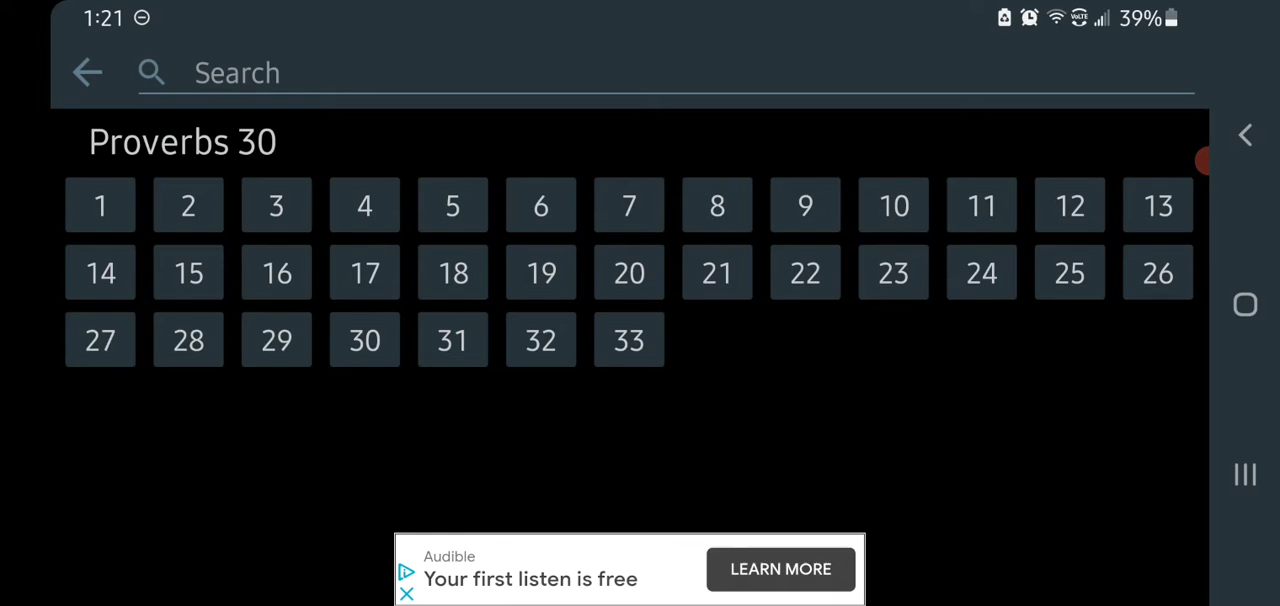 1:21
VoLTE 39%
Search
Proverbs 30
1 2 3 4 5 6 7 8 9 10 11 12 13
14 15 16 17 18 19 20 21 22 23 24 25 26
27 28 29 30 31 32 33
Audible
Your first listen is free
LEARN MORE